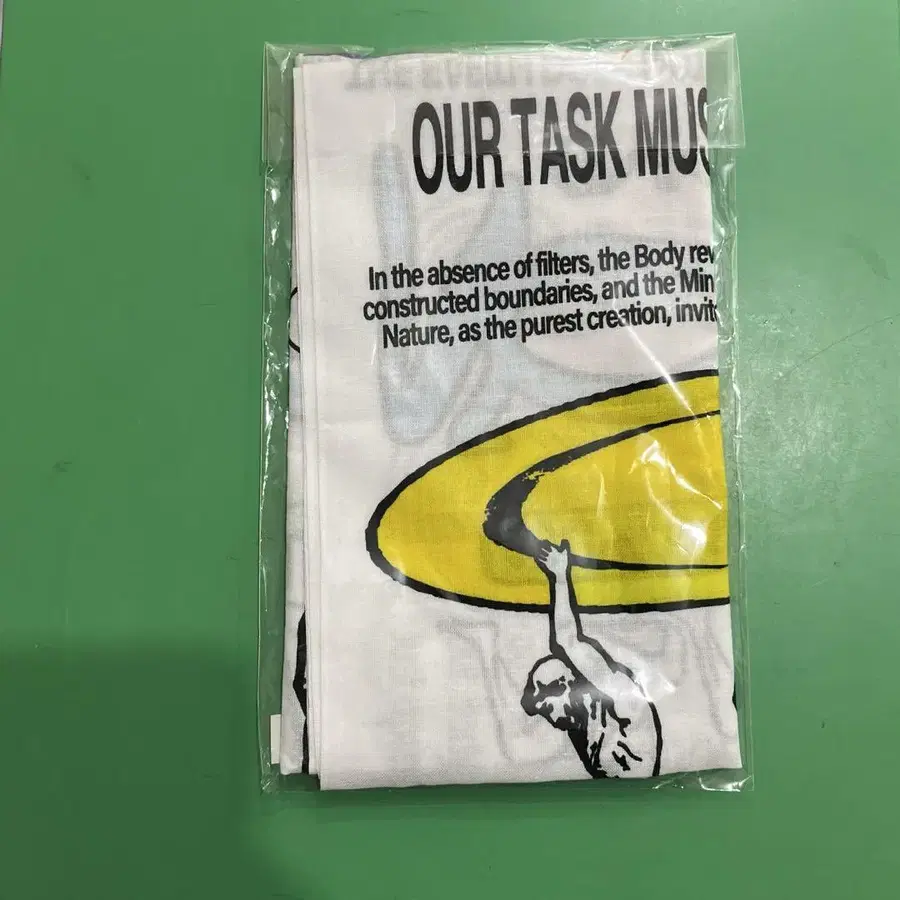 OUR TASK MUS
In the absence of filters, the Body rev
constructed boundaries, and the Min
Nature, as the purest creation, invit